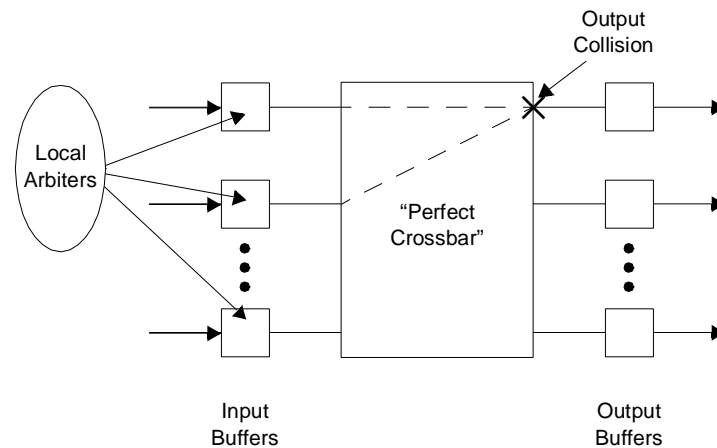 Output
Collision
Local
Arbiters
“Perfect
Crossbar”
Input
Buffers
Output
Buffers